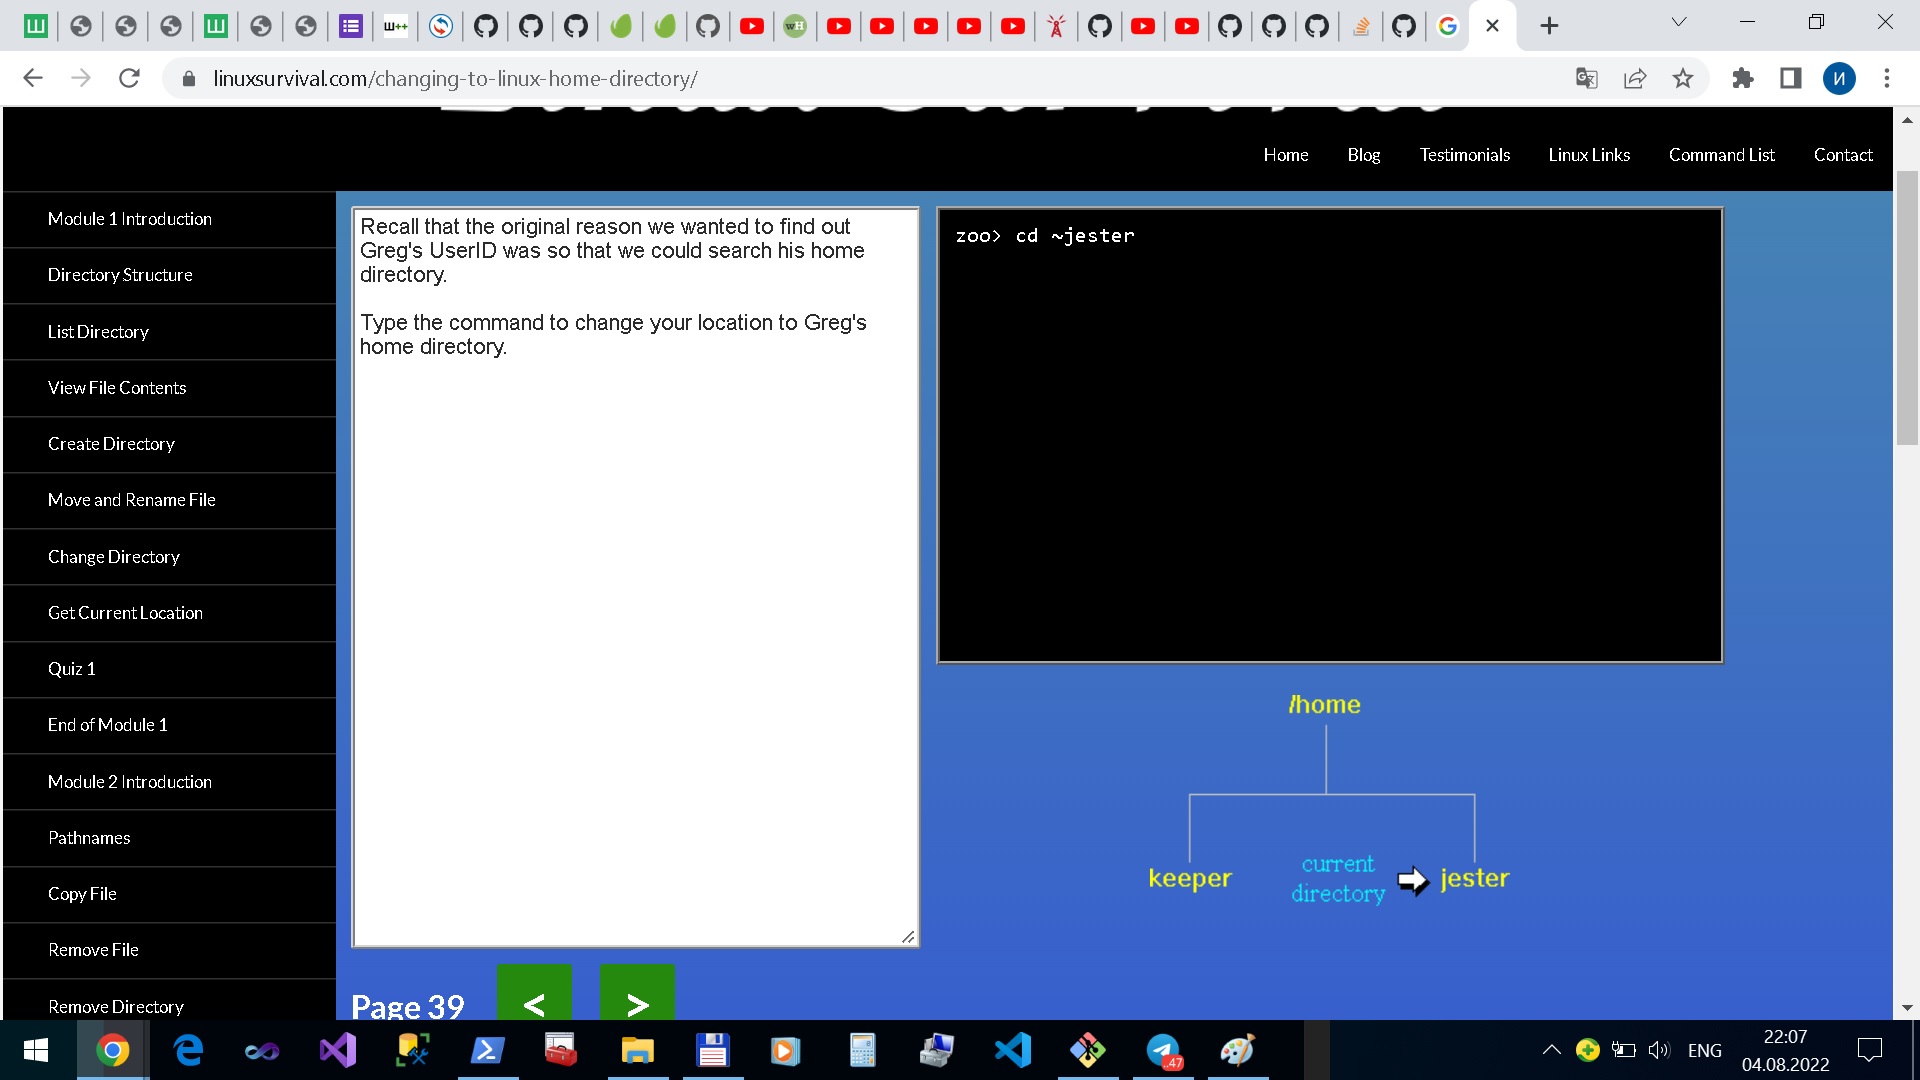 linuxsurvival.com/changing-to-linux-home-directory/
И
Home Blog Testimonials Linux Links Command List Contact
Module 1 Introduction
Directory Structure
List Directory
View File Contents
Create Directory
Move and Rename File
Change Directory
Get Current Location
Quiz 1
End of Module 1
Module 2 Introduction
Pathnames
Copy File
Remove File
Remove Directory
Recall that the original reason we wanted to find out
Greg's UserID was so that we could search his home
directory.
Type the command to change your location to Greg's
home directory.
Page 39 < >
zoo> cd ~jester
/home
keeper
current
directory
jester
ENG
22:07
04.08.2022